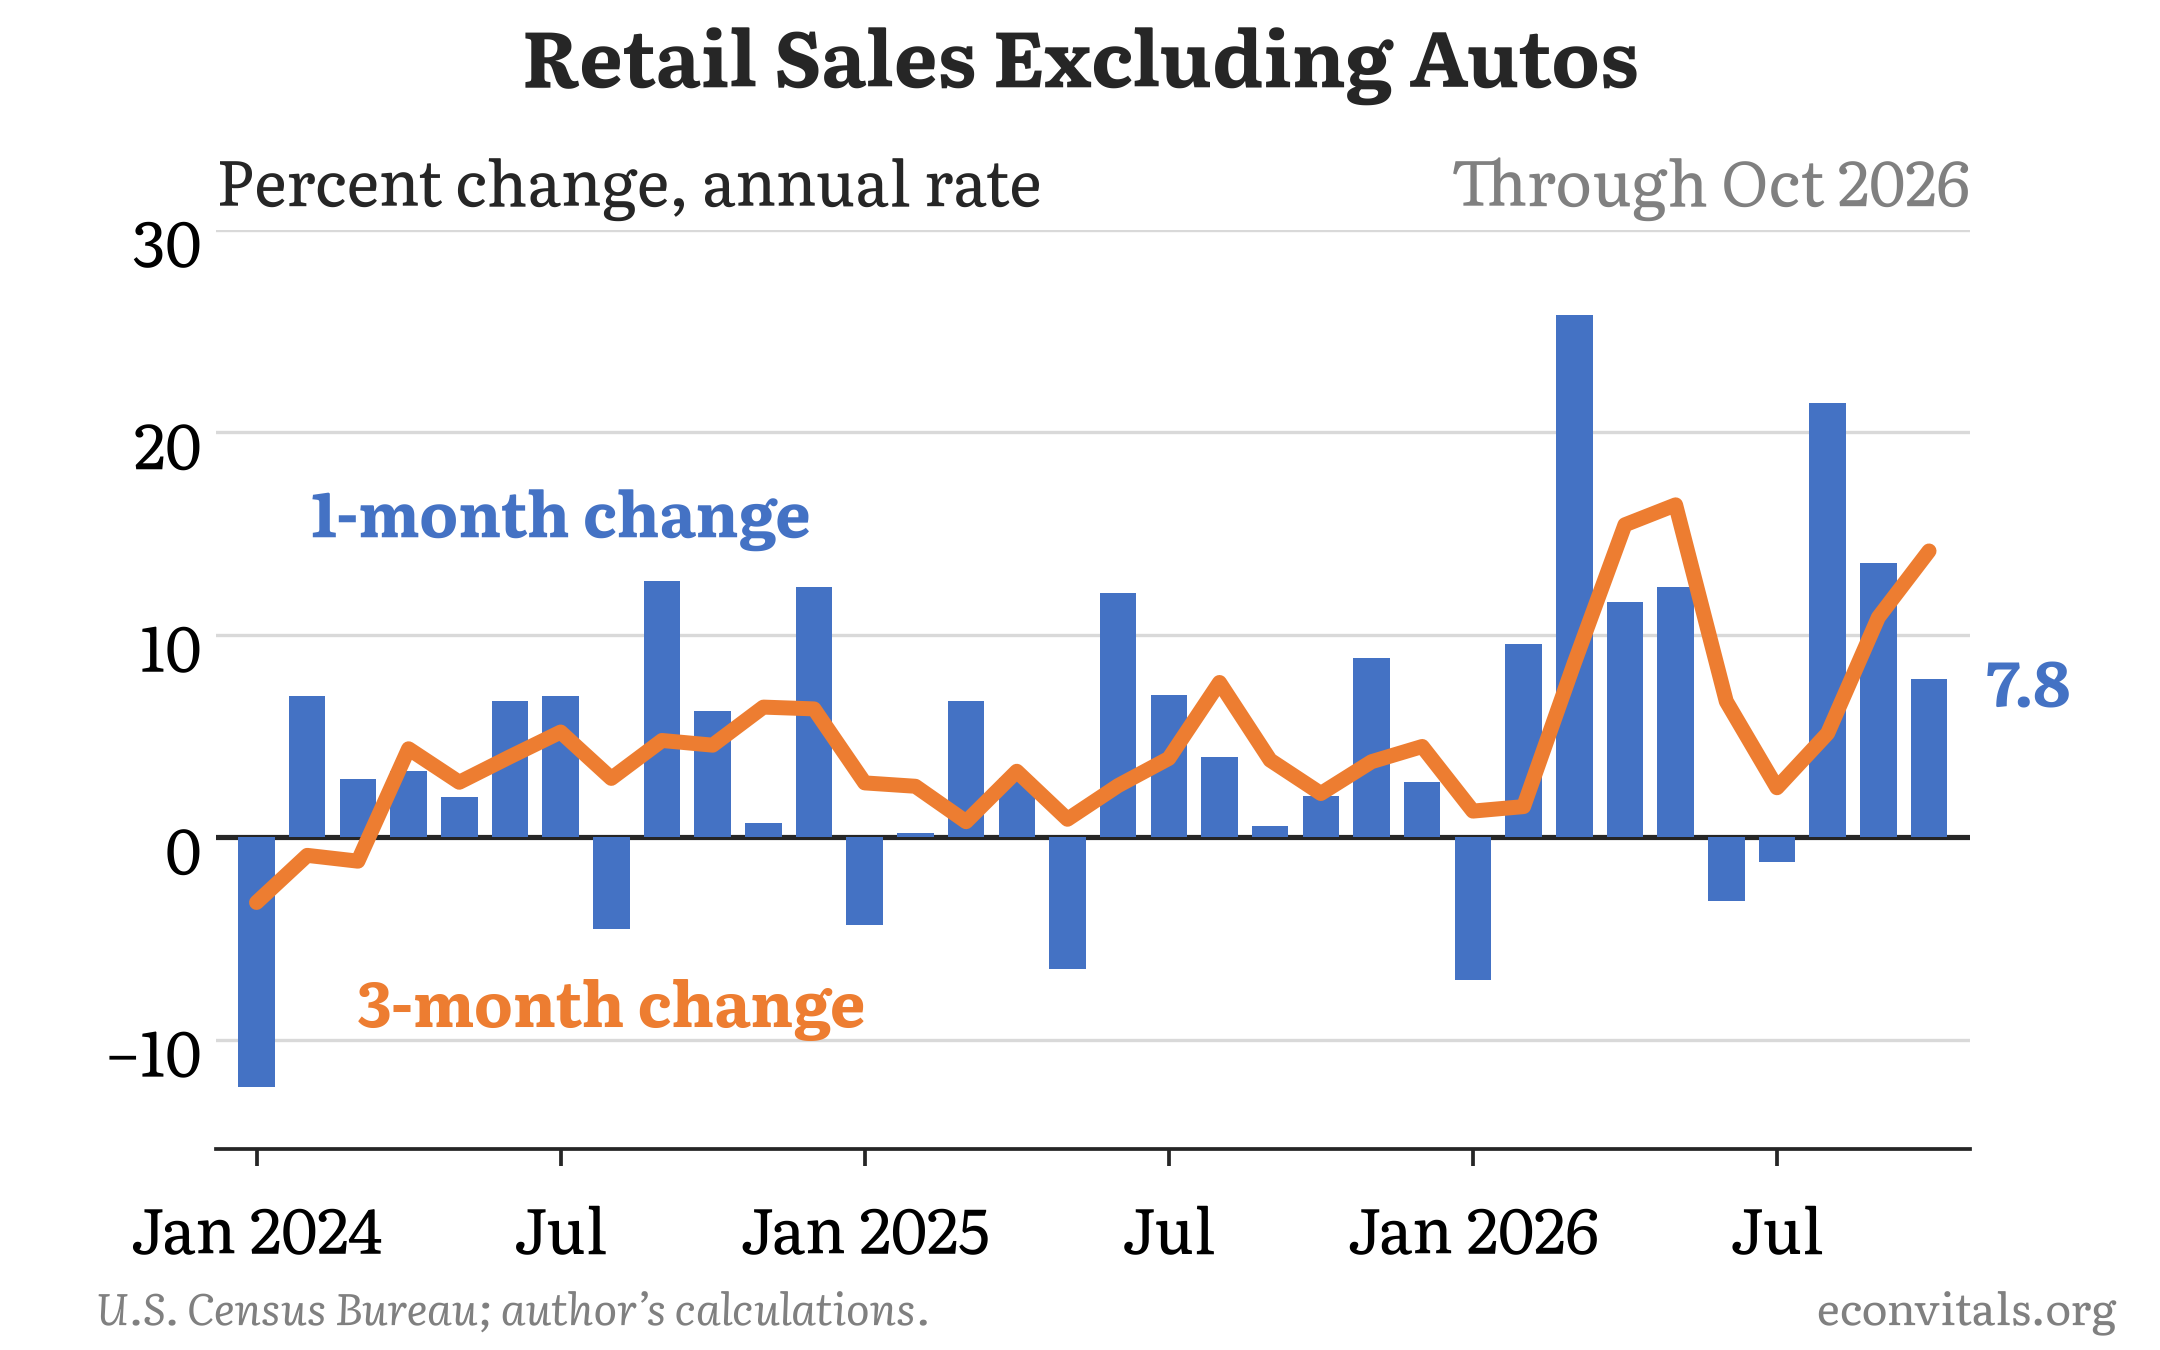 Retail Sales Excluding Autos
Percent change, annual rate
Through Oct 2026
30
20
1-month change
10
7.8
0
3-month change
–10
Jan 2024
Jul
Jan 2025
Jul
Jan 2026
Jul
U.S. Census Bureau; author’s calculations.
econvitals.org